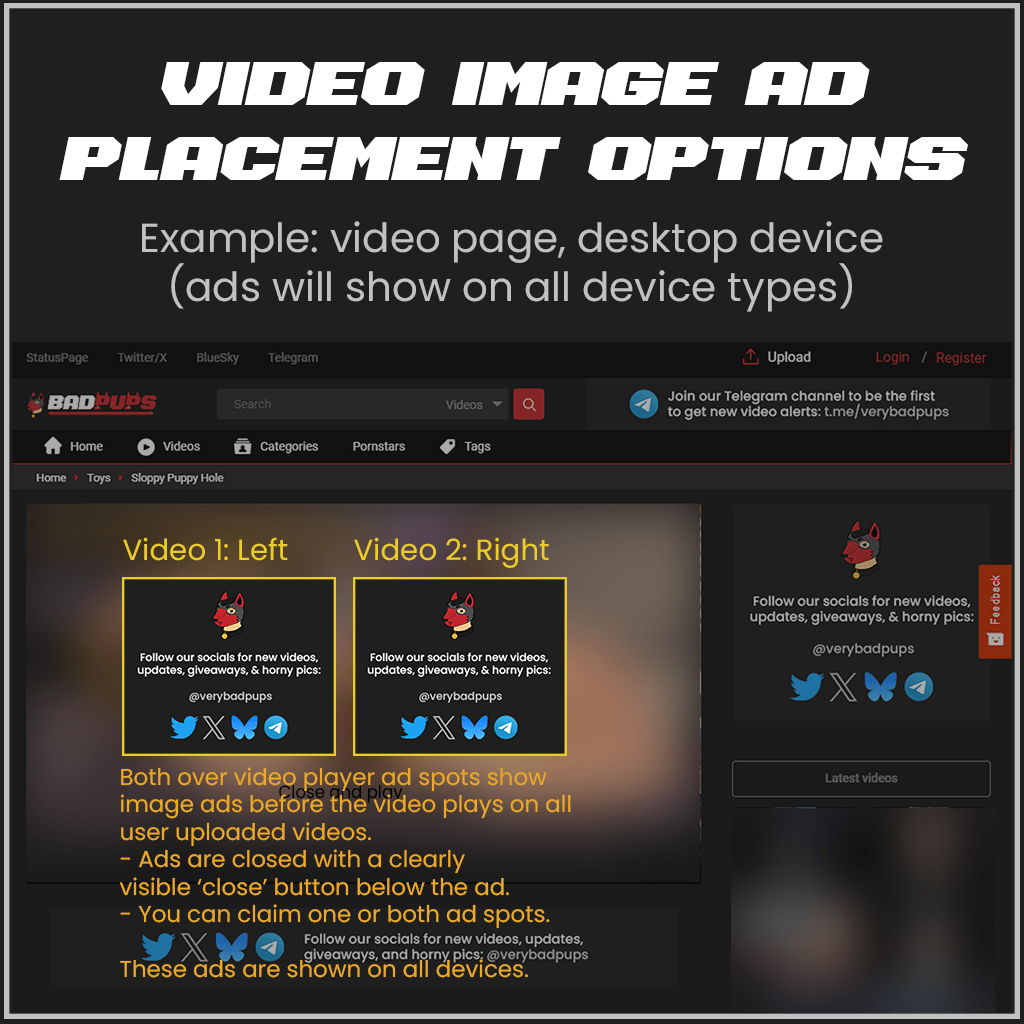 VIDEO IMAGE AD
PLACEMENT OPTIONS
Example: video page, desktop device
(ads will show on all device types)
StatusPage Twitter/X BlueSky Telegram Upload Login / Register
BADPUPS
Search Videos
Join our Telegram channel to be the first
to get new video alerts: t.me/verybadpups
Home Videos Categories Pornstars Tags
Home Toys Sloppy Puppy Hole
Video 1: Left
Follow our socials for new videos,
updates, giveaways, & horny pics:
@verybadpups
Video 2: Right
Follow our socials for new videos,
updates, giveaways, & horny pics:
@verybadpups
Follow our socials for new videos,
updates, giveaways, & horny pics:
@verybadpups
Feedback
Latest videos
Close and play
Both over video player ad spots show
image ads before the video plays on all
user uploaded videos.
- Ads are closed with a clearly
visible ‘close’ button below the ad.
- You can claim one or both ad spots.
Follow our socials for new videos, updates,
giveaways, and horny pics: @verybadpups
These ads are shown on all devices.